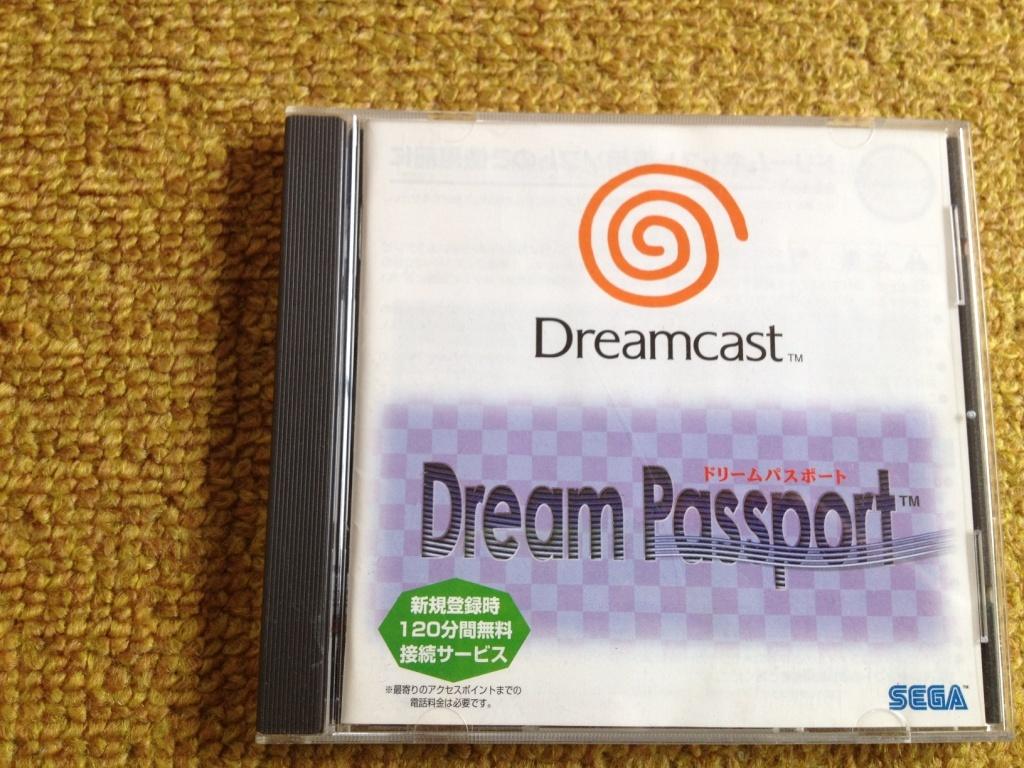 Dreamcast™
ドリームパスポート
Dream Passport™
新規登録時
120分間無料
接続サービス
※最寄りのアクセスポイントまでの
電話料金は必要です。
SEGA™